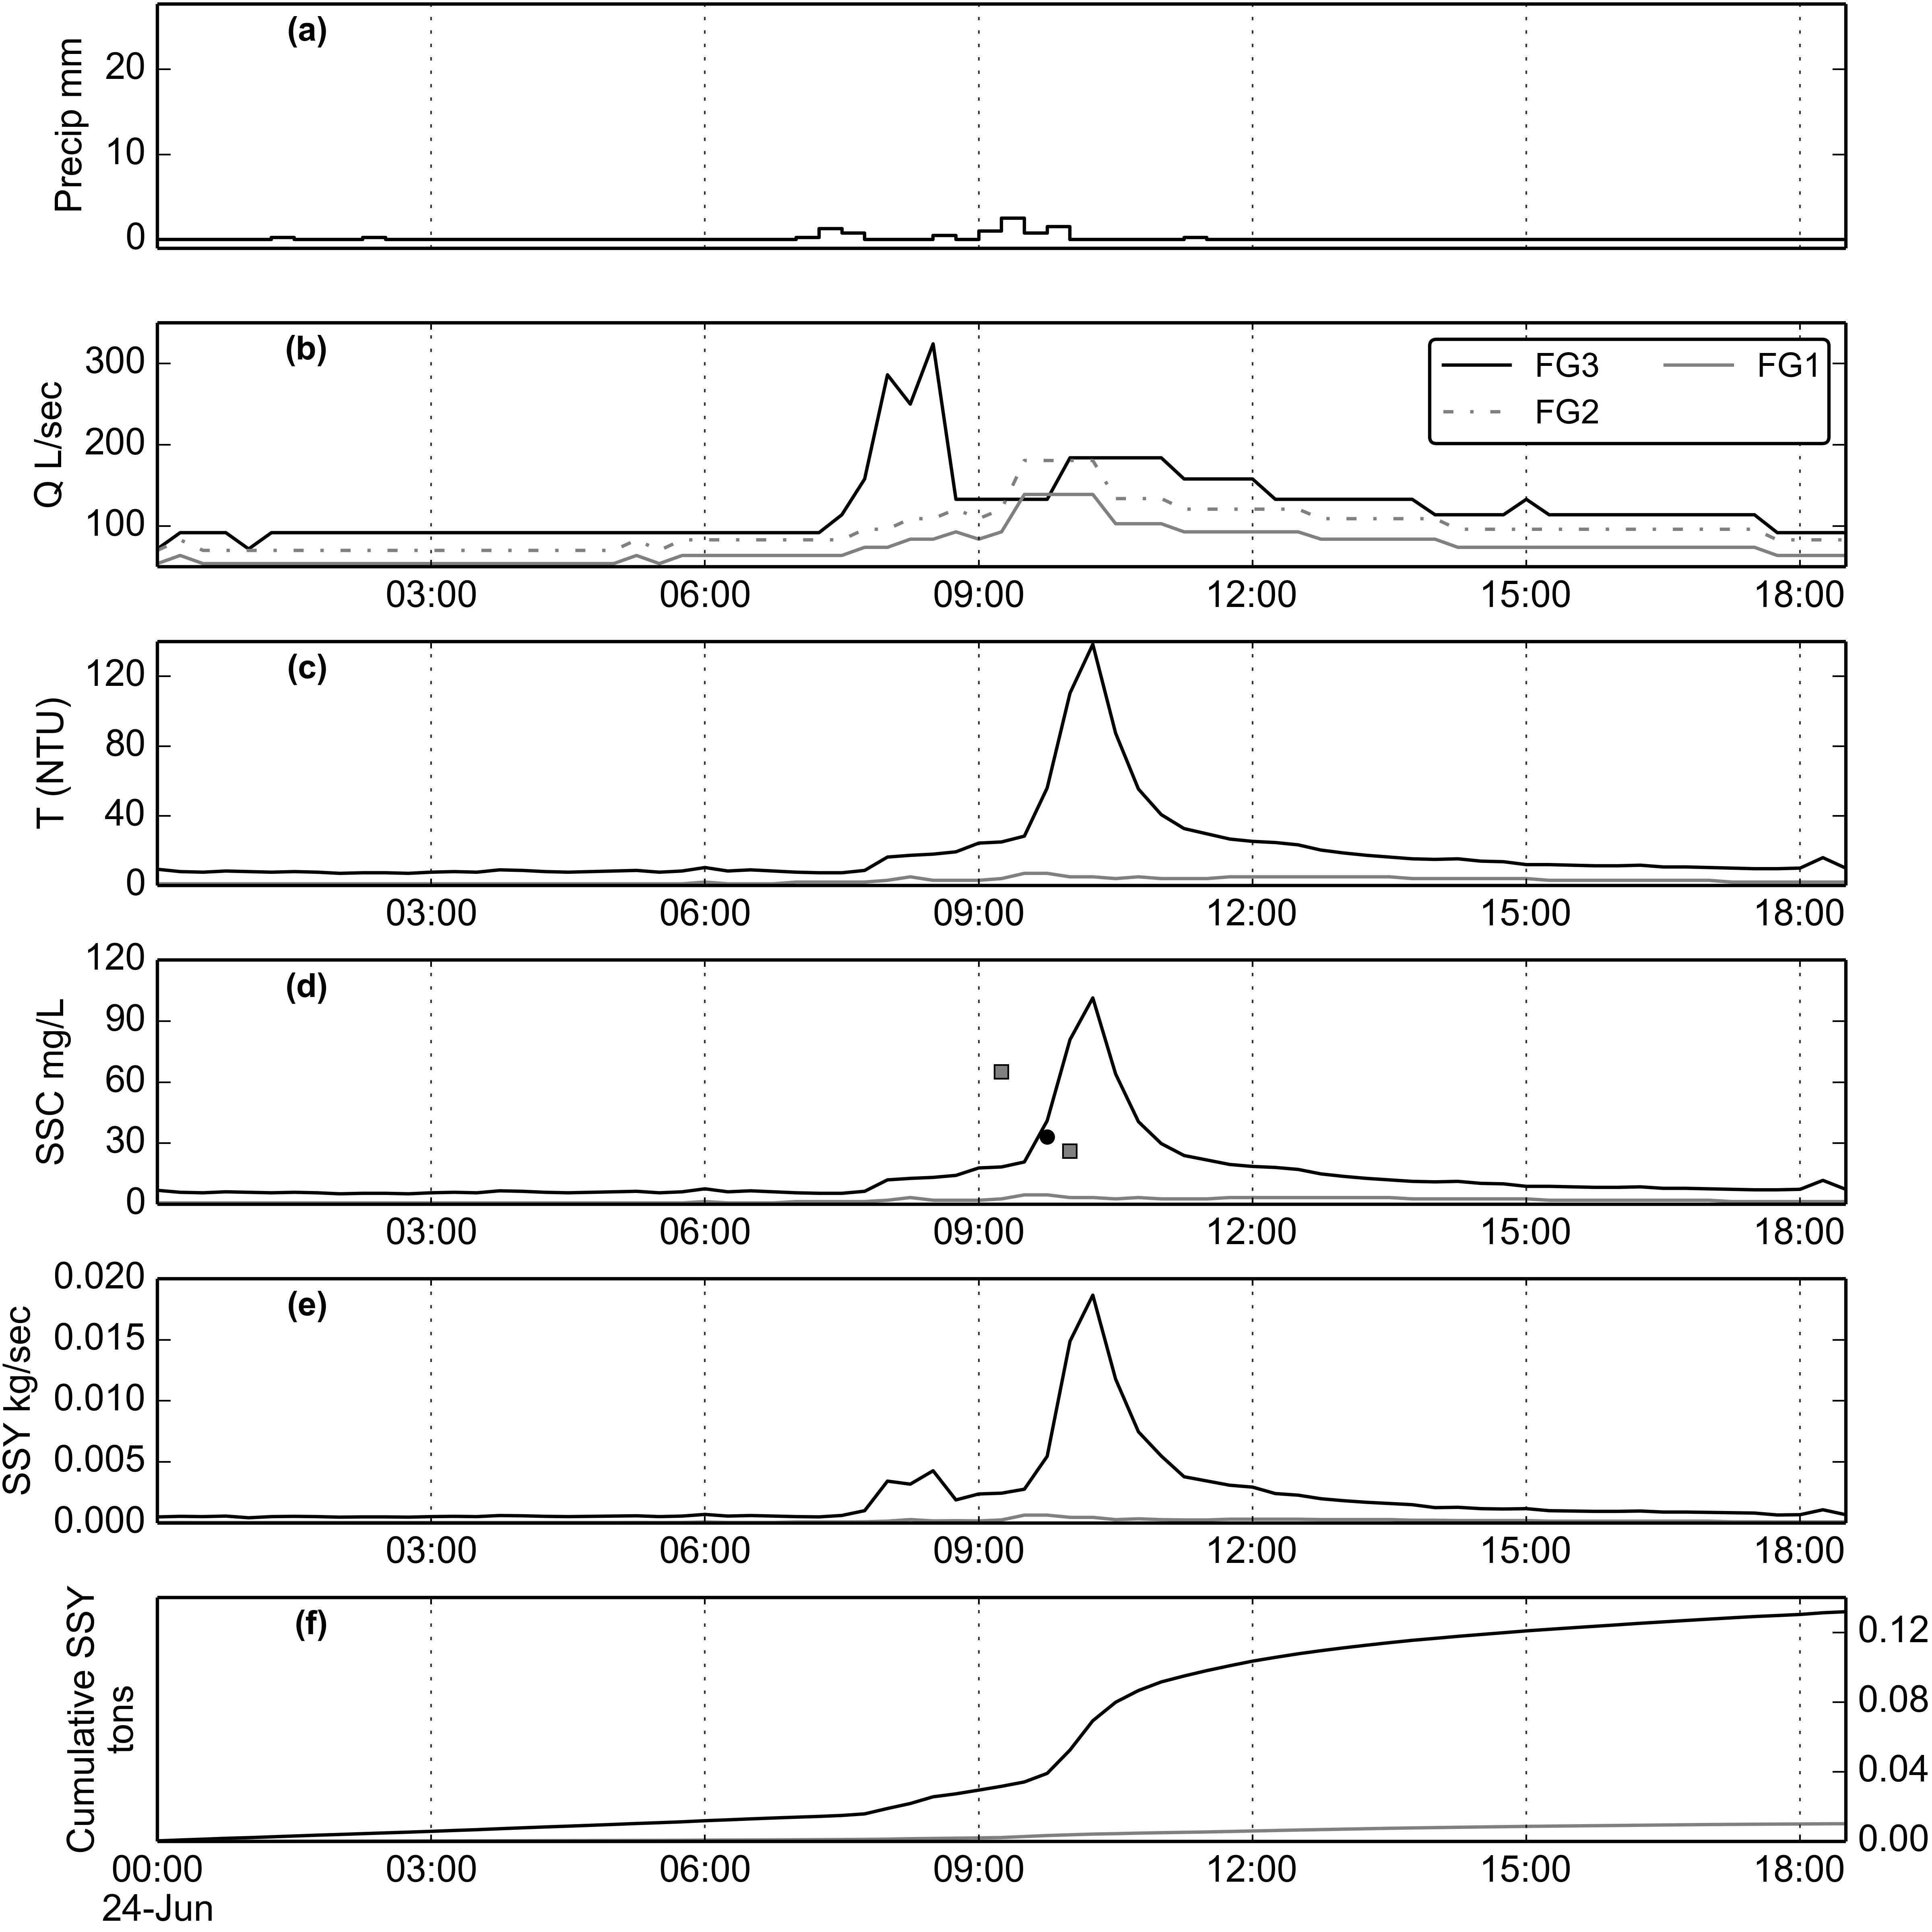 (a)
Precip mm
20
10
0
(b)
Q L/sec
300
200
100
FG3 FG1
FG2
03:00 06:00 09:00 12:00 15:00 18:00
(c)
T (NTU)
120
80
40
0
03:00 06:00 09:00 12:00 15:00 18:00
(d)
SSC mg/L
120
90
60
30
0
03:00 06:00 09:00 12:00 15:00 18:00
(e)
SSY kg/sec
0.020
0.015
0.010
0.005
0.000
03:00 06:00 09:00 12:00 15:00 18:00
(f)
Cumulative SSY
tons
0.12
0.08
0.04
0.00
00:00 03:00 06:00 09:00 12:00 15:00 18:00
24-Jun